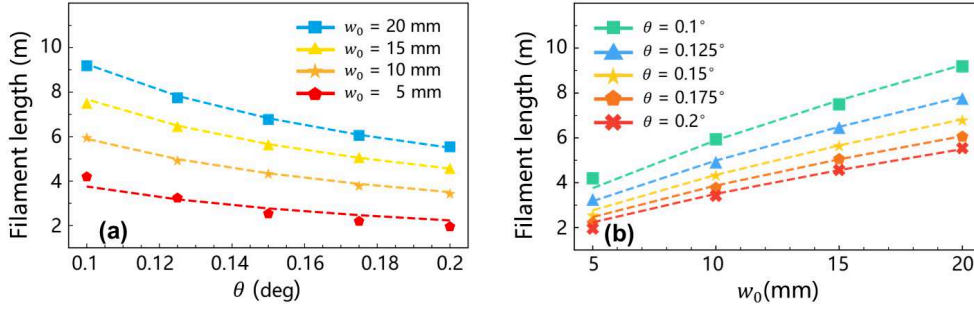 Filament length (m)
10
8
6
4
2
w₀ = 20 mm
w₀ = 15 mm
w₀ = 10 mm
w₀ = 5 mm
(a)
0.1 0.12 0.14 0.16 0.18 0.2
θ (deg)
Filament length (m)
10
8
6
4
2
θ = 0.1°
θ = 0.125°
θ = 0.15°
θ = 0.175°
θ = 0.2°
(b)
5 10 15 20
w₀(mm)